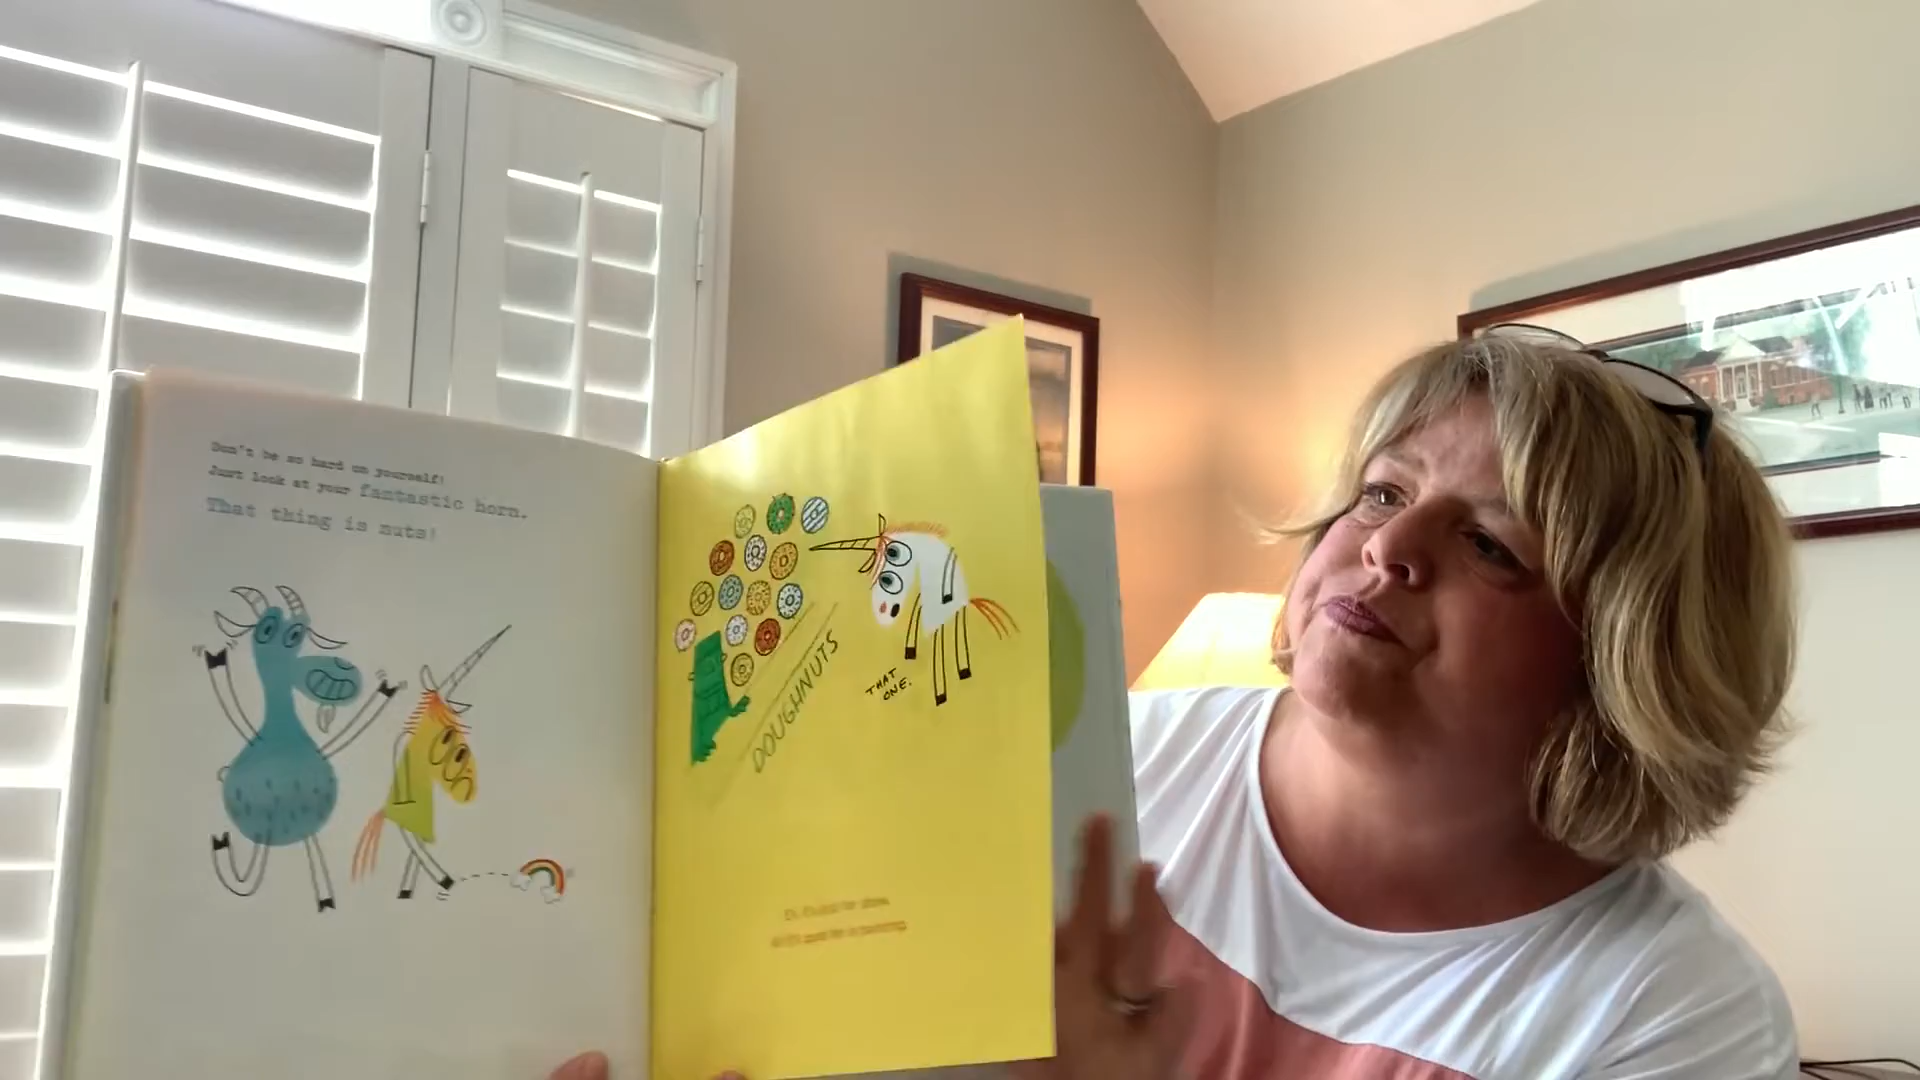 Don't be so hard on yourself!
Just look at your fantastic horn.
That thing is nuts!
DOUGHNUTS
THAT
ONE.